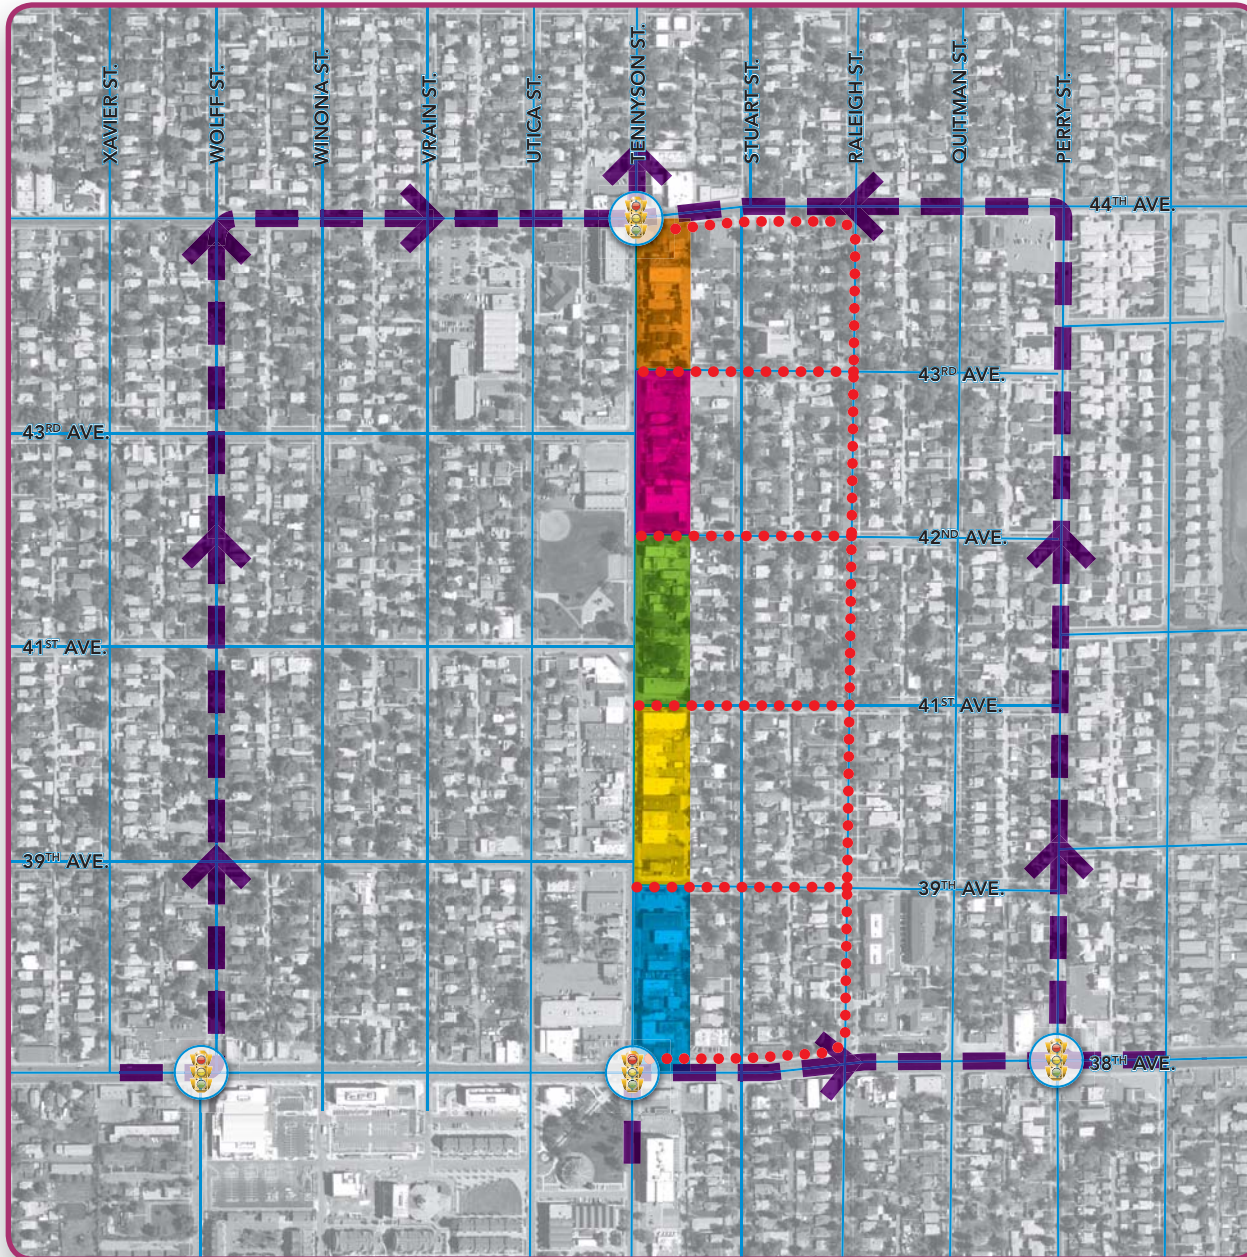 XAVIER ST.
WOLFF ST.
WINONA ST.
VRAIN ST.
UTICA ST.
TENNYSON ST.
STUART ST.
RALEIGH ST.
QUITMAN ST.
PERRY ST.
44TH AVE.
43RD AVE.
43RD AVE.
42ND AVE.
41ST AVE.
41ST AVE.
39TH AVE.
39TH AVE.
38TH AVE.